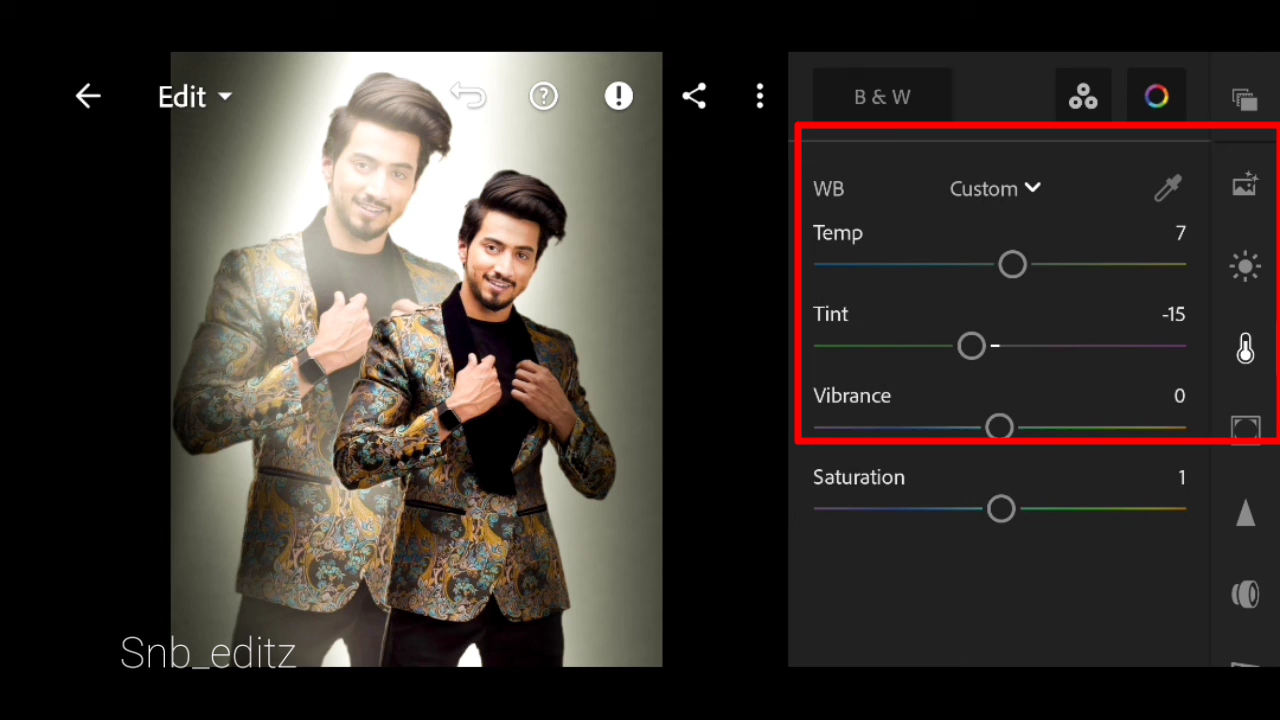 Edit
B & W
WB Custom
Temp 7
Tint -15
Vibrance 0
Saturation 1
Snb_editz